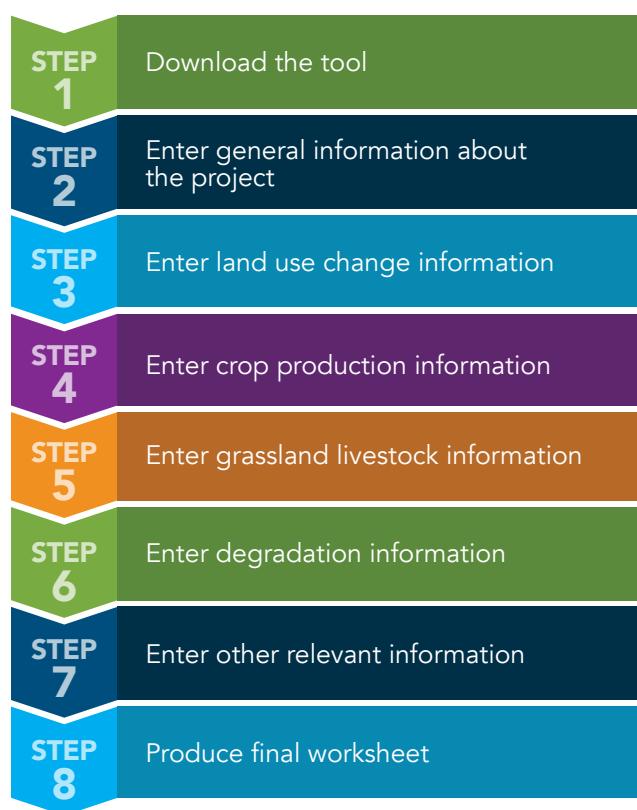 STEP
1
Download the tool
STEP
2
Enter general information about
the project
STEP
3
Enter land use change information
STEP
4
Enter crop production information
STEP
5
Enter grassland livestock information
STEP
6
Enter degradation information
STEP
7
Enter other relevant information
STEP
8
Produce final worksheet